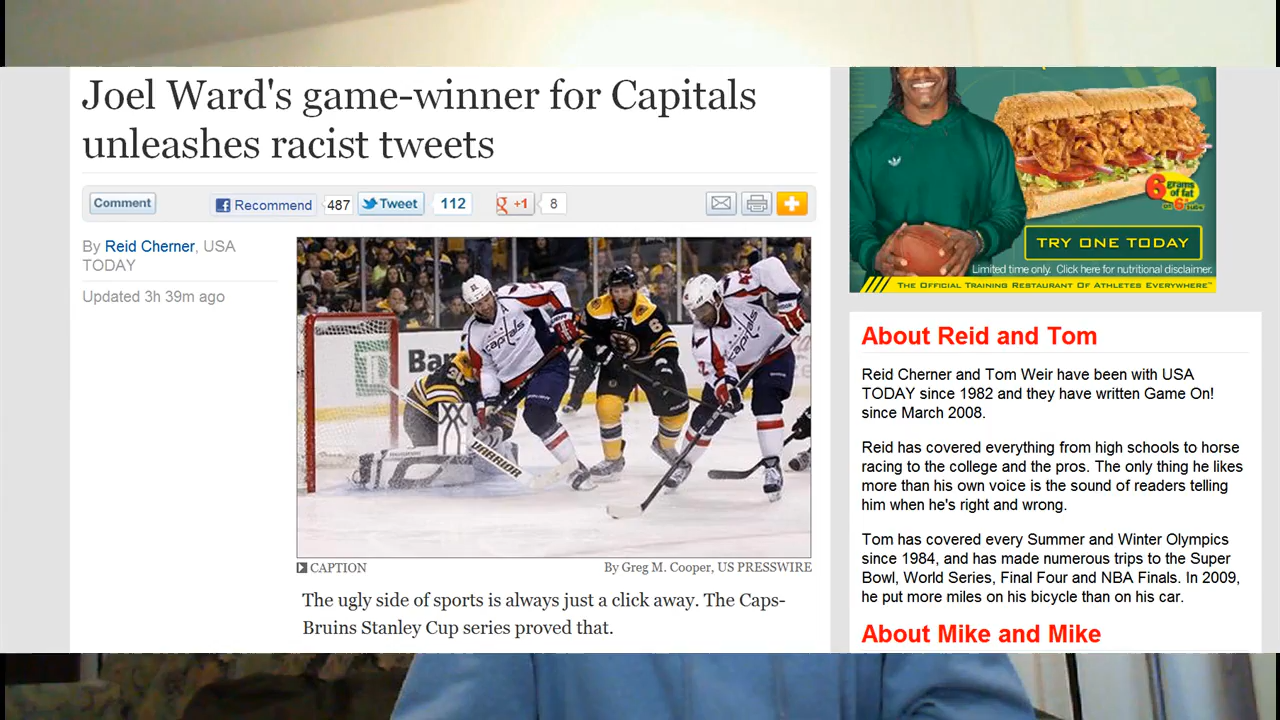 Joel Ward's game-winner for Capitals
unleashes racist tweets
Comment
Recommend 487
Tweet 112
+1 8
By Reid Cherner, USA
TODAY
Updated 3h 39m ago
capitals
Ban
WARRIOR
CAPTION
By Greg M. Cooper, US PRESSWIRE
The ugly side of sports is always just a click away. The Caps-
Bruins Stanley Cup series proved that.
6 grams
of fat
TRY ONE TODAY
Limited time only. Click here for nutritional disclaimer.
THE OFFICIAL TRAINING RESTAURANT OF ATHLETES EVERYWHERE
About Reid and Tom
Reid Cherner and Tom Weir have been with USA
TODAY since 1982 and they have written Game On!
since March 2008.
Reid has covered everything from high schools to horse
racing to the college and the pros. The only thing he likes
more than his own voice is the sound of readers telling
him when he's right and wrong.
Tom has covered every Summer and Winter Olympics
since 1984, and has made numerous trips to the Super
Bowl, World Series, Final Four and NBA Finals. In 2009,
he put more miles on his bicycle than on his car.
About Mike and Mike